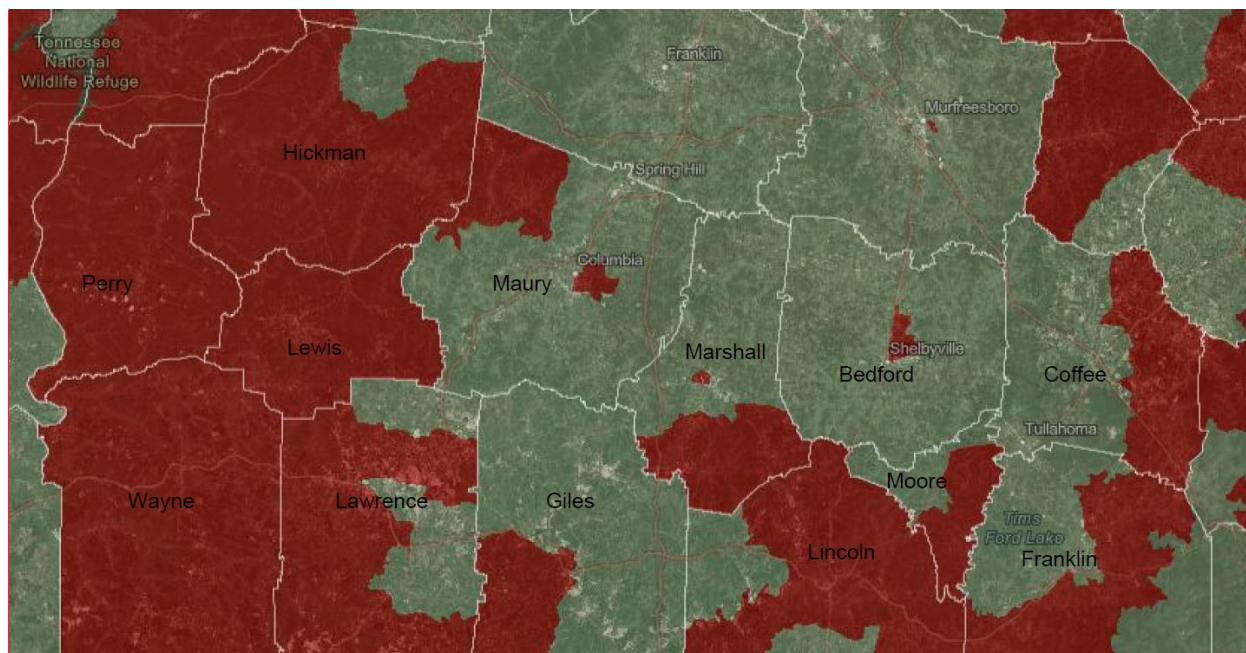 Tennessee
National
Wildlife Refuge
Franklin
Murfreesboro
Hickman
Spring Hill
Columbia
Perry
Maury
Lewis
Marshall
Shelbyville
Bedford
Coffee
Tullahoma
Wayne
Lawrence
Giles
Moore
Tims
Ford Lake
Lincoln
Franklin